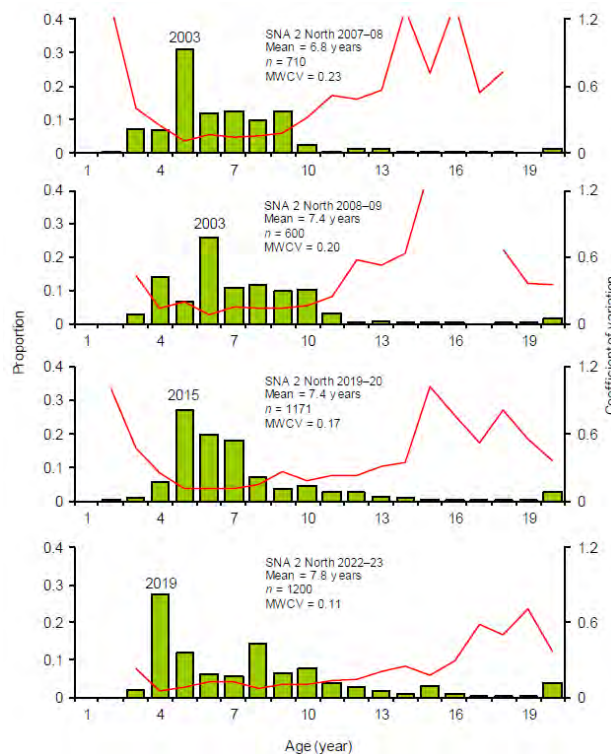 2003
SNA 2 North 2007–08
Mean = 6.8 years
n = 710
MWCV = 0.23
0.4
0.3
0.2
0.1
0
1.2
0.6
0
1 4 7 10 13 16 19
2003
SNA 2 North 2008–09
Mean = 7.4 years
n = 600
MWCV = 0.20
0.4
0.3
0.2
0.1
0
1.2
0.6
0
1 4 7 10 13 16 19
Proportion
Coefficient of variation
2015
SNA 2 North 2019–20
Mean = 7.4 years
n = 1171
MWCV = 0.17
0.4
0.3
0.2
0.1
0
1.2
0.6
0
1 4 7 10 13 16 19
2019
SNA 2 North 2022–23
Mean = 7.8 years
n = 1200
MWCV = 0.11
0.4
0.3
0.2
0.1
0
1.2
0.6
0
1 4 7 10 13 16 19
Age (year)